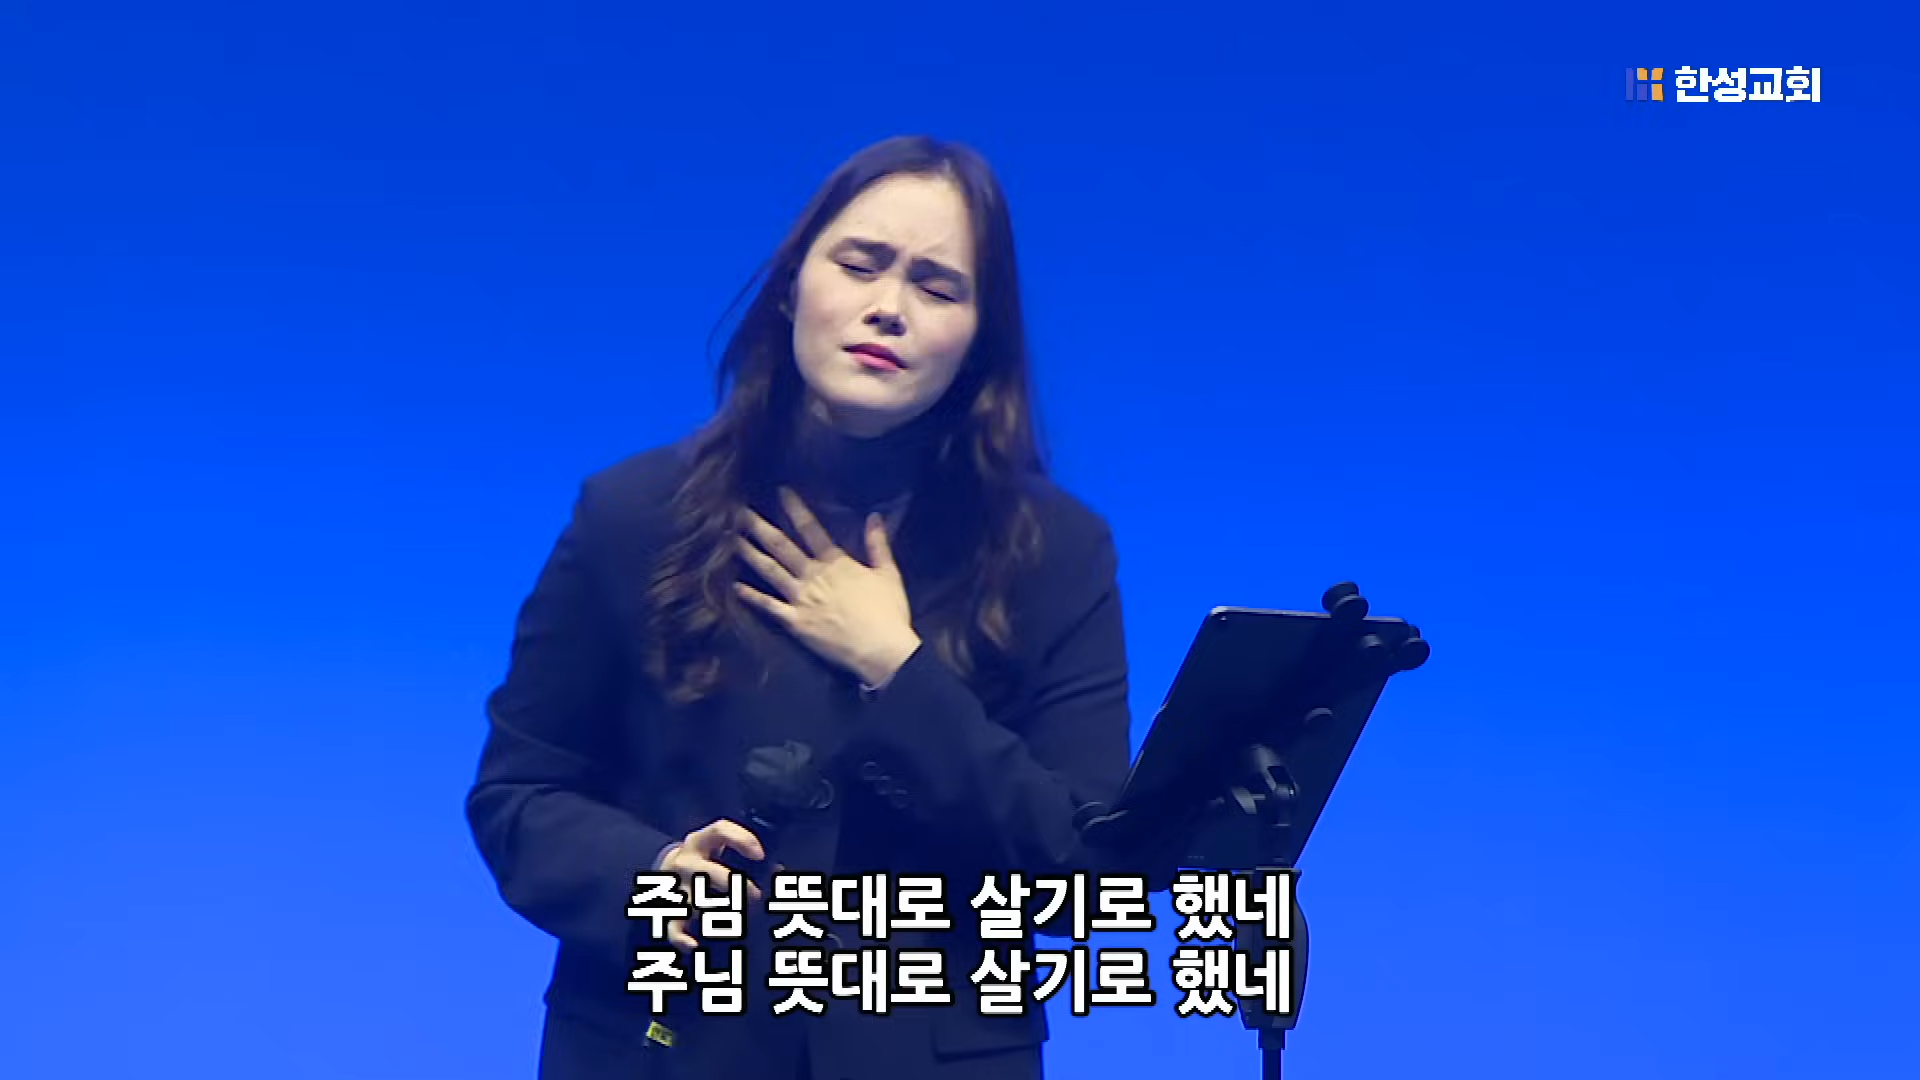 한성교회
주님 뜻대로 살기로 했네
주님 뜻대로 살기로 했네